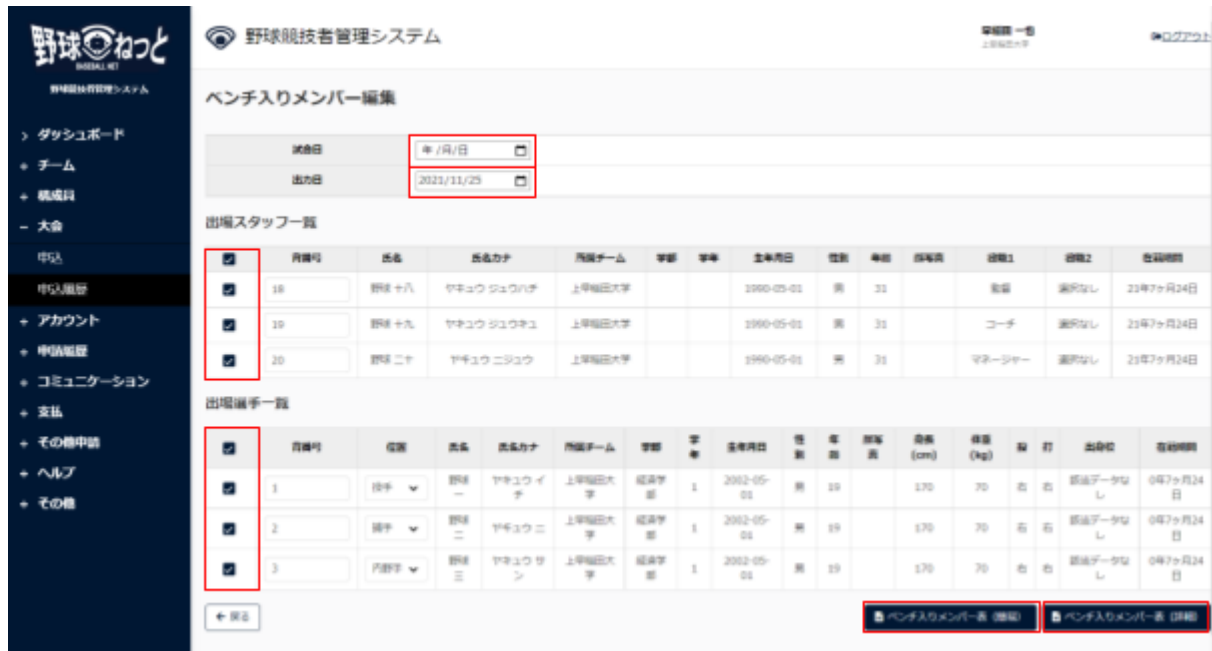 野球ねっと
BASEBALL NET
野球競技者管理システム
野球競技者管理システム
上早稲田大学
ログアウト
ダッシュボード
チーム
構成員
大会
申込
申込履歴
アカウント
申請履歴
コミュニケーション
支払
その他申請
ヘルプ
その他
ベンチ入りメンバー編集
試合日 年/月/日
出力日 2021/11/25
出場スタッフ一覧
背番号 氏名 氏名カナ 所属チーム 学部 学年 生年月日 性別 年齢 顔写真 役職1 役職2 在籍期間
18 野球 十八 ヤキュウ ジュウハチ 上早稲田大学 1990-05-01 男 31 監督 選択なし 21年7ヶ月24日
19 野球 十九 ヤキュウ ジュウキュ 上早稲田大学 1990-05-01 男 31 コーチ 選択なし 21年7ヶ月24日
20 野球 二十 ヤキュウ ニジュウ 上早稲田大学 1990-05-01 男 31 マネージャー 選択なし 21年7ヶ月24日
出場選手一覧
背番号 位置 氏名 氏名カナ 所属チーム 学部 学年 生年月日 性別 年齢 顔写真 身長(cm) 体重(kg) 投 打 出身校 在籍期間
1 投手 野球 一 ヤキュウ イチ 上早稲田大学 経済学部 1 2002-05-01 男 19 170 70 右 右 該当データなし 0年7ヶ月24日
2 捕手 野球 二 ヤキュウ ニ 上早稲田大学 経済学部 1 2002-05-01 男 19 170 70 右 右 該当データなし 0年7ヶ月24日
3 内野手 野球 三 ヤキュウ サン 上早稲田大学 経済学部 1 2002-05-01 男 19 170 70 右 右 該当データなし 0年7ヶ月24日
戻る
ベンチ入りメンバー表 (簡易)
ベンチ入りメンバー表 (詳細)